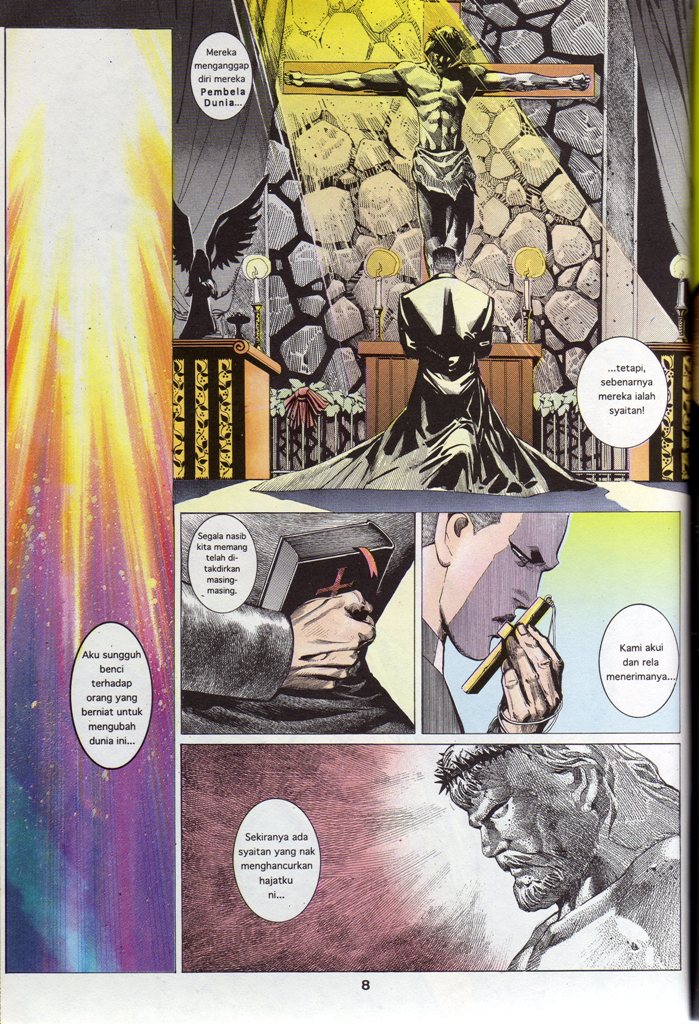 Aku sungguh
benci
terhadap
orang yang
berniat untuk
mengubah
dunia ini...
Mereka
menganggap
diri mereka
Pembela
Dunia...
...tetapi,
sebenarnya
mereka ialah
syaitan!
Segala nasib
kita memang
telah di-
takdirkan
masing-
masing.
Kami akui
dan rela
menerimanya...
Sekiranya ada
syaitan yang nak
menghancurkan
hajatku
ni...
8